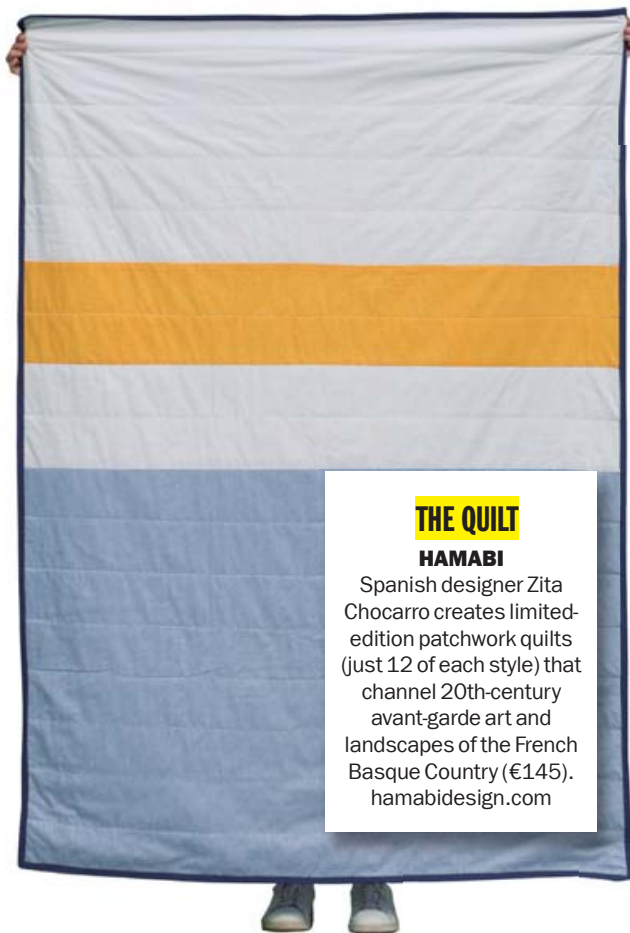 THE QUILT
HAMABI
Spanish designer Zita
Chocarro creates limited-
edition patchwork quilts
(just 12 of each style) that
channel 20th-century
avant-garde art and
landscapes of the French
Basque Country (€145).
hamabidesign.com